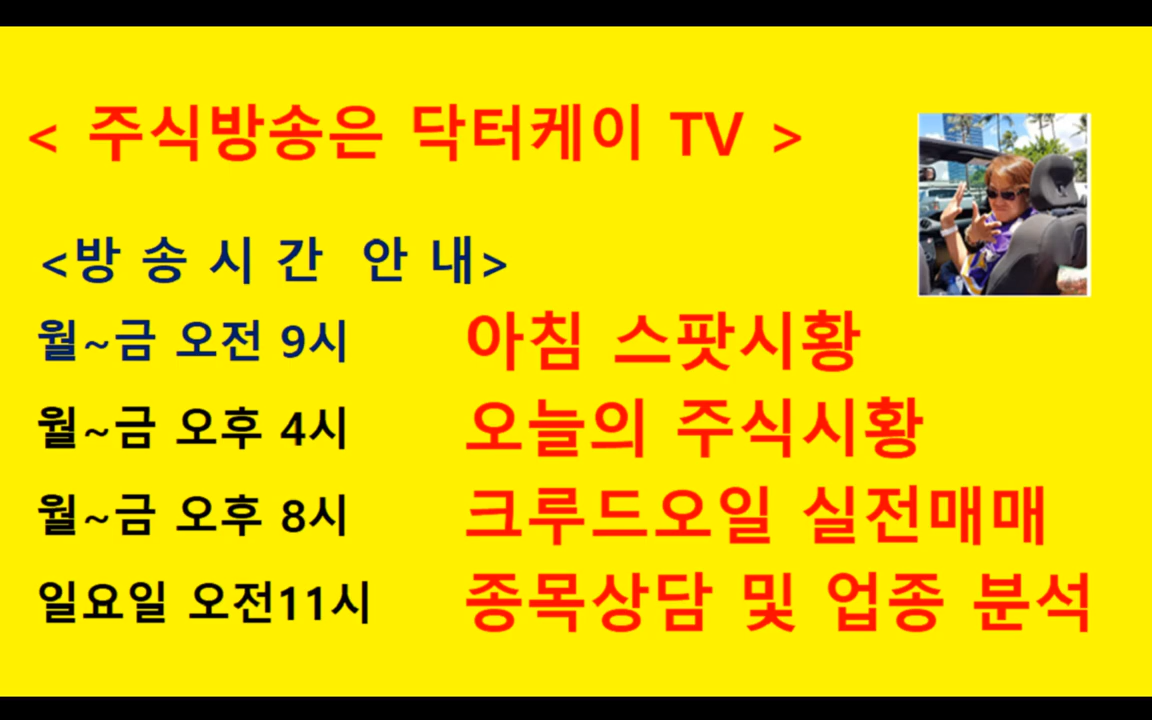 < 주식방송은 닥터케이 TV >
<방 송 시 간 안 내>
월~금 오전 9시 아침 스팟시황
월~금 오후 4시 오늘의 주식시황
월~금 오후 8시 크루드오일 실전매매
일요일 오전11시 종목상담 및 업종 분석